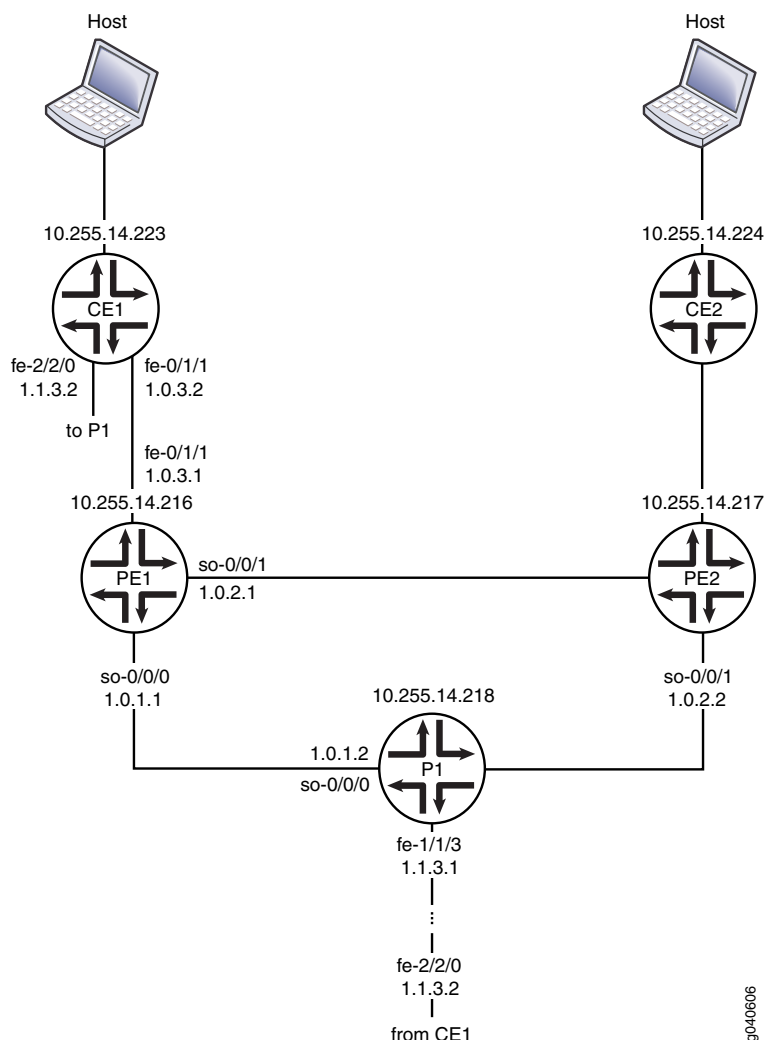 Host
Host
10.255.14.223
10.255.14.224
CE1
CE2
fe-2/2/0
1.1.3.2
fe-0/1/1
1.0.3.2
to P1
fe-0/1/1
1.0.3.1
10.255.14.216
10.255.14.217
PE1
so-0/0/1
1.0.2.1
PE2
so-0/0/0
1.0.1.1
so-0/0/1
1.0.2.2
10.255.14.218
1.0.1.2
so-0/0/0
P1
fe-1/1/3
1.1.3.1
...
fe-2/2/0
1.1.3.2
from CE1
g040606